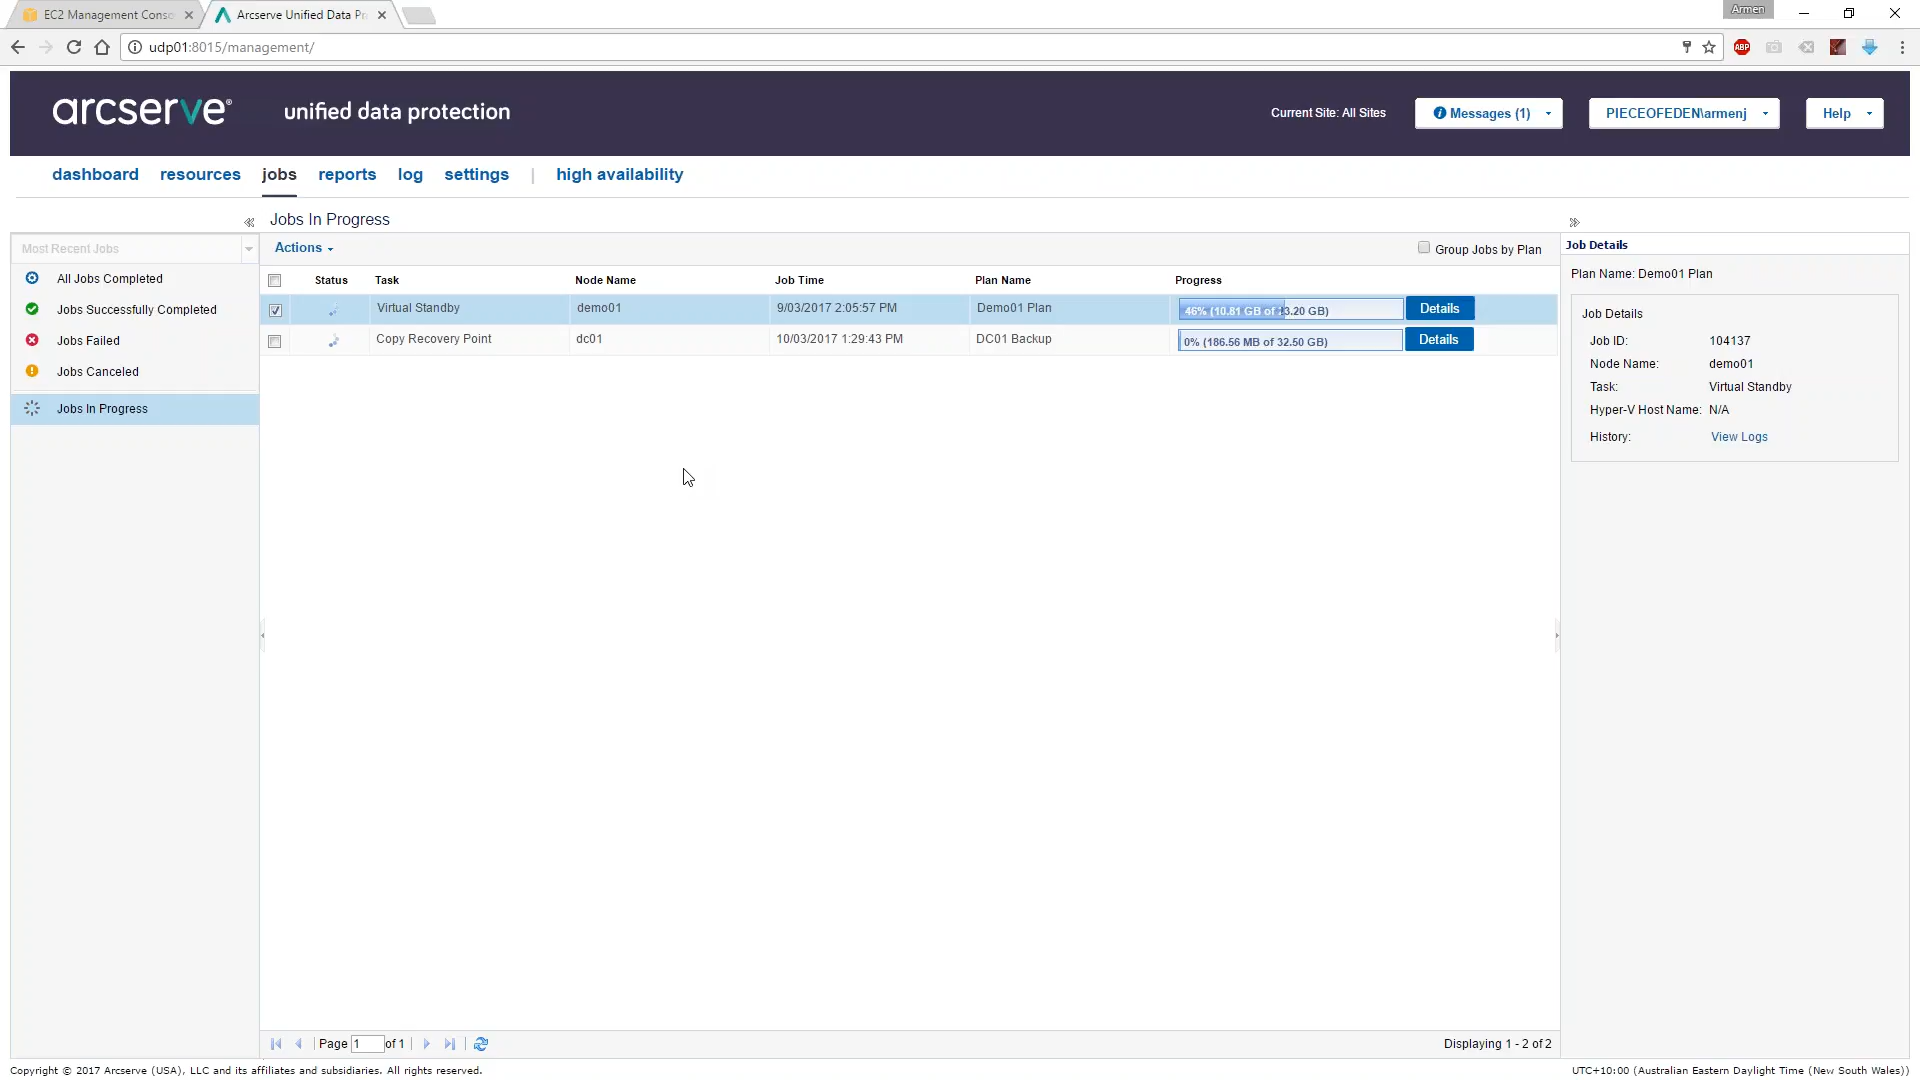 EC2 Management Conso
Arcserve Unified Data Pr
Armen
udp01:8015/management/
ABP
arcserve®
unified data protection
Current Site: All Sites
Messages (1)
PIECEOFEDEN\armenj
Help
dashboard
resources
jobs
reports
log
settings
|
high availability
Jobs In Progress
Most Recent Jobs
All Jobs Completed
Jobs Successfully Completed
Jobs Failed
Jobs Canceled
Jobs In Progress
Actions
Group Jobs by Plan
Status Task Node Name Job Time Plan Name Progress
Virtual Standby demo01 9/03/2017 2:05:57 PM Demo01 Plan 46% (10.81 GB of 23.20 GB) Details
Copy Recovery Point dc01 10/03/2017 1:29:43 PM DC01 Backup 0% (186.56 MB of 32.50 GB) Details
Job Details
Plan Name: Demo01 Plan
Job Details
Job ID: 104137
Node Name: demo01
Task: Virtual Standby
Hyper-V Host Name: N/A
History: View Logs
Page 1 of 1
Displaying 1 - 2 of 2
Copyright © 2017 Arcserve (USA), LLC and its affiliates and subsidiaries. All rights reserved.
UTC+10:00 (Australian Eastern Daylight Time (New South Wales))